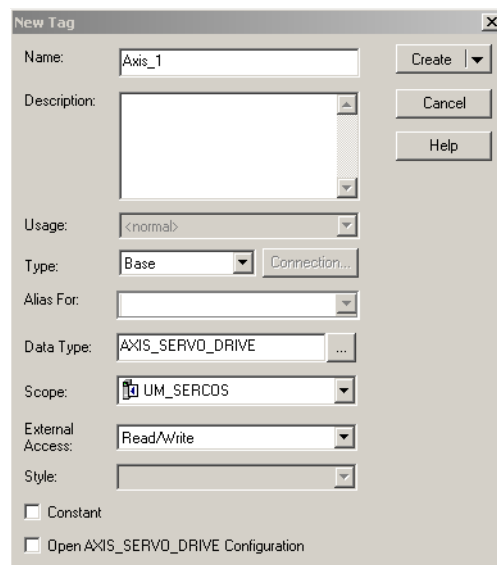 New Tag
Name: Axis_1 Create
Description: Cancel
Help
Usage: <normal>
Type: Base Connection...
Alias For:
Data Type: AXIS_SERVO_DRIVE ...
Scope: UM_SERCOS
External
Access: Read/Write
Style:
Constant
Open AXIS_SERVO_DRIVE Configuration